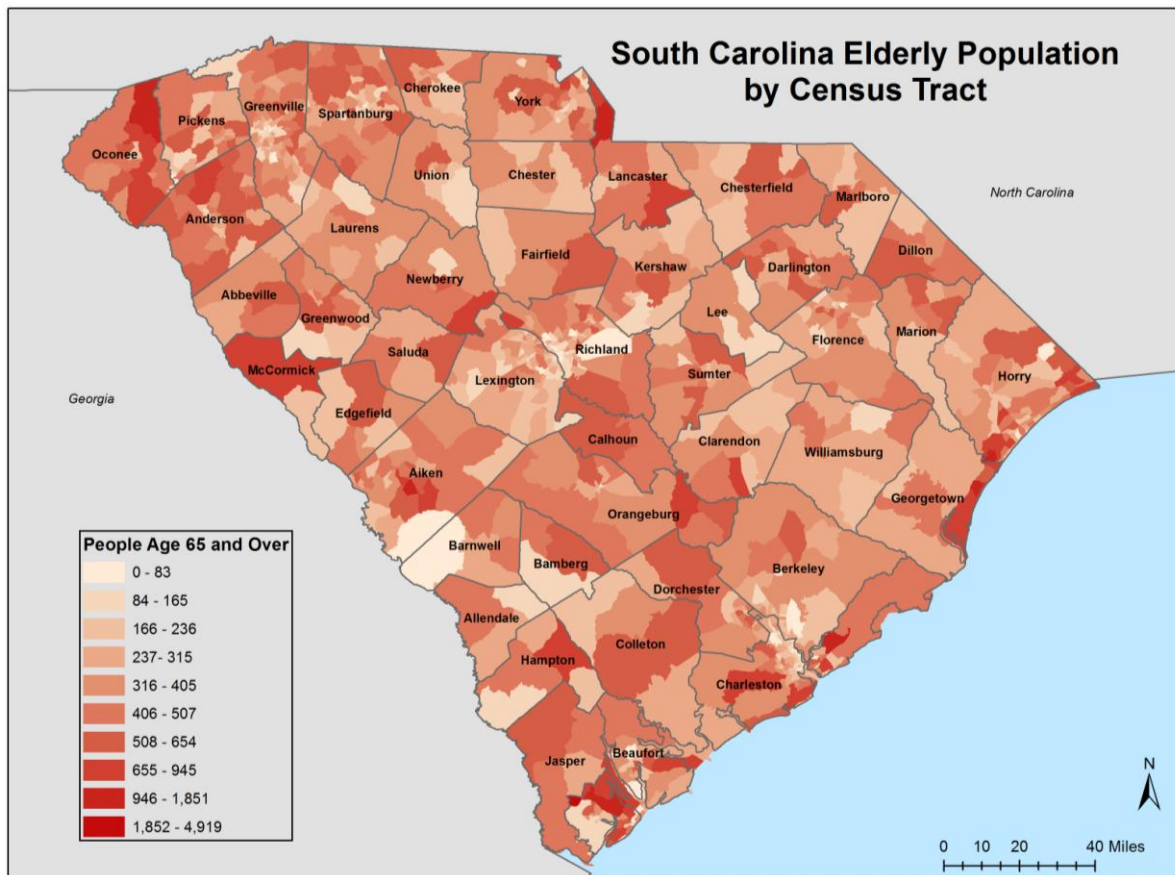 South Carolina Elderly Population
by Census Tract
Cherokee
York
Greenville
Spartanburg
Pickens
Oconee
Union
Chester
Lancaster
Chesterfield
Marlboro
North Carolina
Anderson
Laurens
Fairfield
Kershaw
Darlington
Dillon
Newberry
Abbeville
Greenwood
Lee
Marion
Florence
Richland
Saluda
McCormick
Lexington
Sumter
Horry
Georgia
Edgefield
Calhoun
Clarendon
Williamsburg
Aiken
Georgetown
Orangeburg
Barnwell
Bamberg
Berkeley
Dorchester
Allendale
Colleton
Hampton
Charleston
Beaufort
Jasper
People Age 65 and Over
0 - 83
84 - 165
166 - 236
237- 315
316 - 405
406 - 507
508 - 654
655 - 945
946 - 1,851
1,852 - 4,919
N
0 10 20 40 Miles